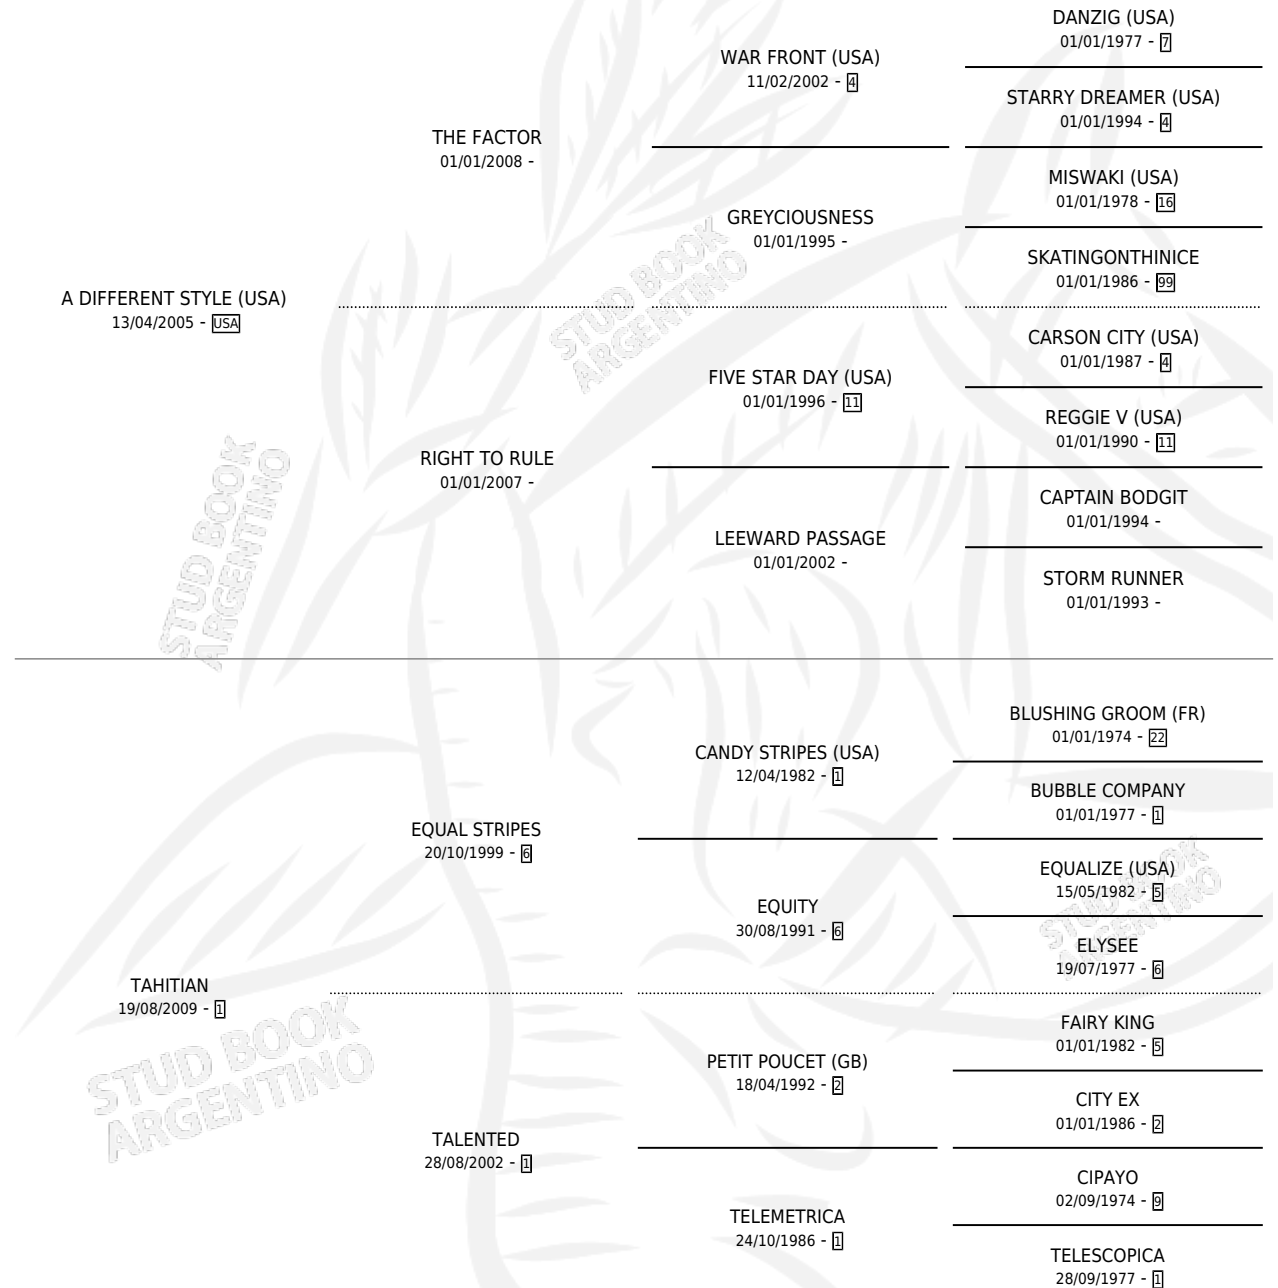 DANZIG (USA)
01/01/1977 - 7
WAR FRONT (USA)
11/02/2002 - 4
STARRY DREAMER (USA)
01/01/1994 - 4
THE FACTOR
01/01/2008 -
MISWAKI (USA)
01/01/1978 - 16
GREYCIOUSNESS
01/01/1995 -
SKATINGONTHINICE
01/01/1986 - 99
A DIFFERENT STYLE (USA)
13/04/2005 - USA
CARSON CITY (USA)
01/01/1987 - 4
FIVE STAR DAY (USA)
01/01/1996 - 11
REGGIE V (USA)
01/01/1990 - 11
RIGHT TO RULE
01/01/2007 -
CAPTAIN BODGIT
01/01/1994 -
LEEWARD PASSAGE
01/01/2002 -
STORM RUNNER
01/01/1993 -
BLUSHING GROOM (FR)
01/01/1974 - 22
CANDY STRIPES (USA)
12/04/1982 - 1
BUBBLE COMPANY
01/01/1977 - 1
EQUAL STRIPES
20/10/1999 - 6
EQUALIZE (USA)
15/05/1982 - 5
EQUITY
30/08/1991 - 6
ELYSEE
19/07/1977 - 6
TAHITIAN
19/08/2009 - 1
FAIRY KING
01/01/1982 - 5
PETIT POUCET (GB)
18/04/1992 - 2
CITY EX
01/01/1986 - 2
TALENTED
28/08/2002 - 1
CIPAYO
02/09/1974 - 9
TELEMETRICA
24/10/1986 - 1
TELESCOPICA
28/09/1977 - 1
STUD BOOK
ARGENTINO
STUD BOOK
ARGENTINO
STUD BOOK
ARGENTINO
STUD BOOK
ARGENTINO